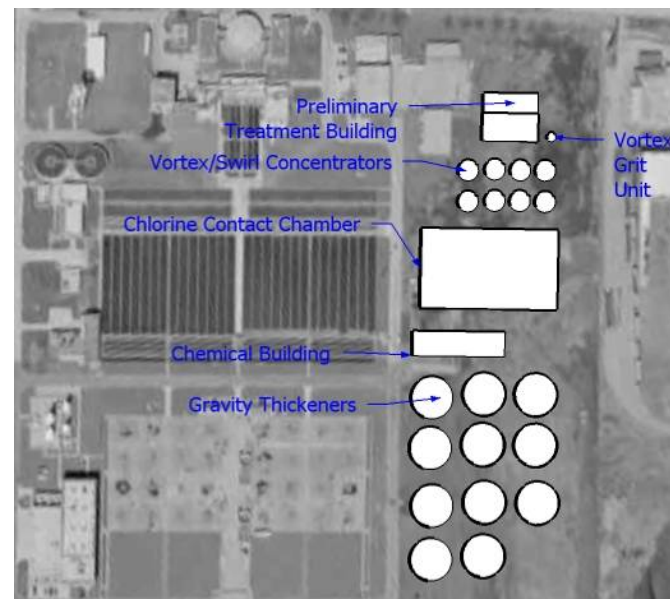 Preliminary
Treatment Building
Vortex
Grit
Unit
Vortex/Swirl Concentrators
Chlorine Contact Chamber
Chemical Building
Gravity Thickeners